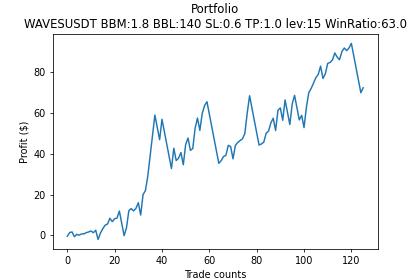 Portfolio
WAVESUSDT BBM:1.8 BBL:140 SL:0.6 TP:1.0 lev:15 WinRatio:63.0
Profit ($)
80
60
40
20
0
0 20 40 60 80 100 120
Trade counts